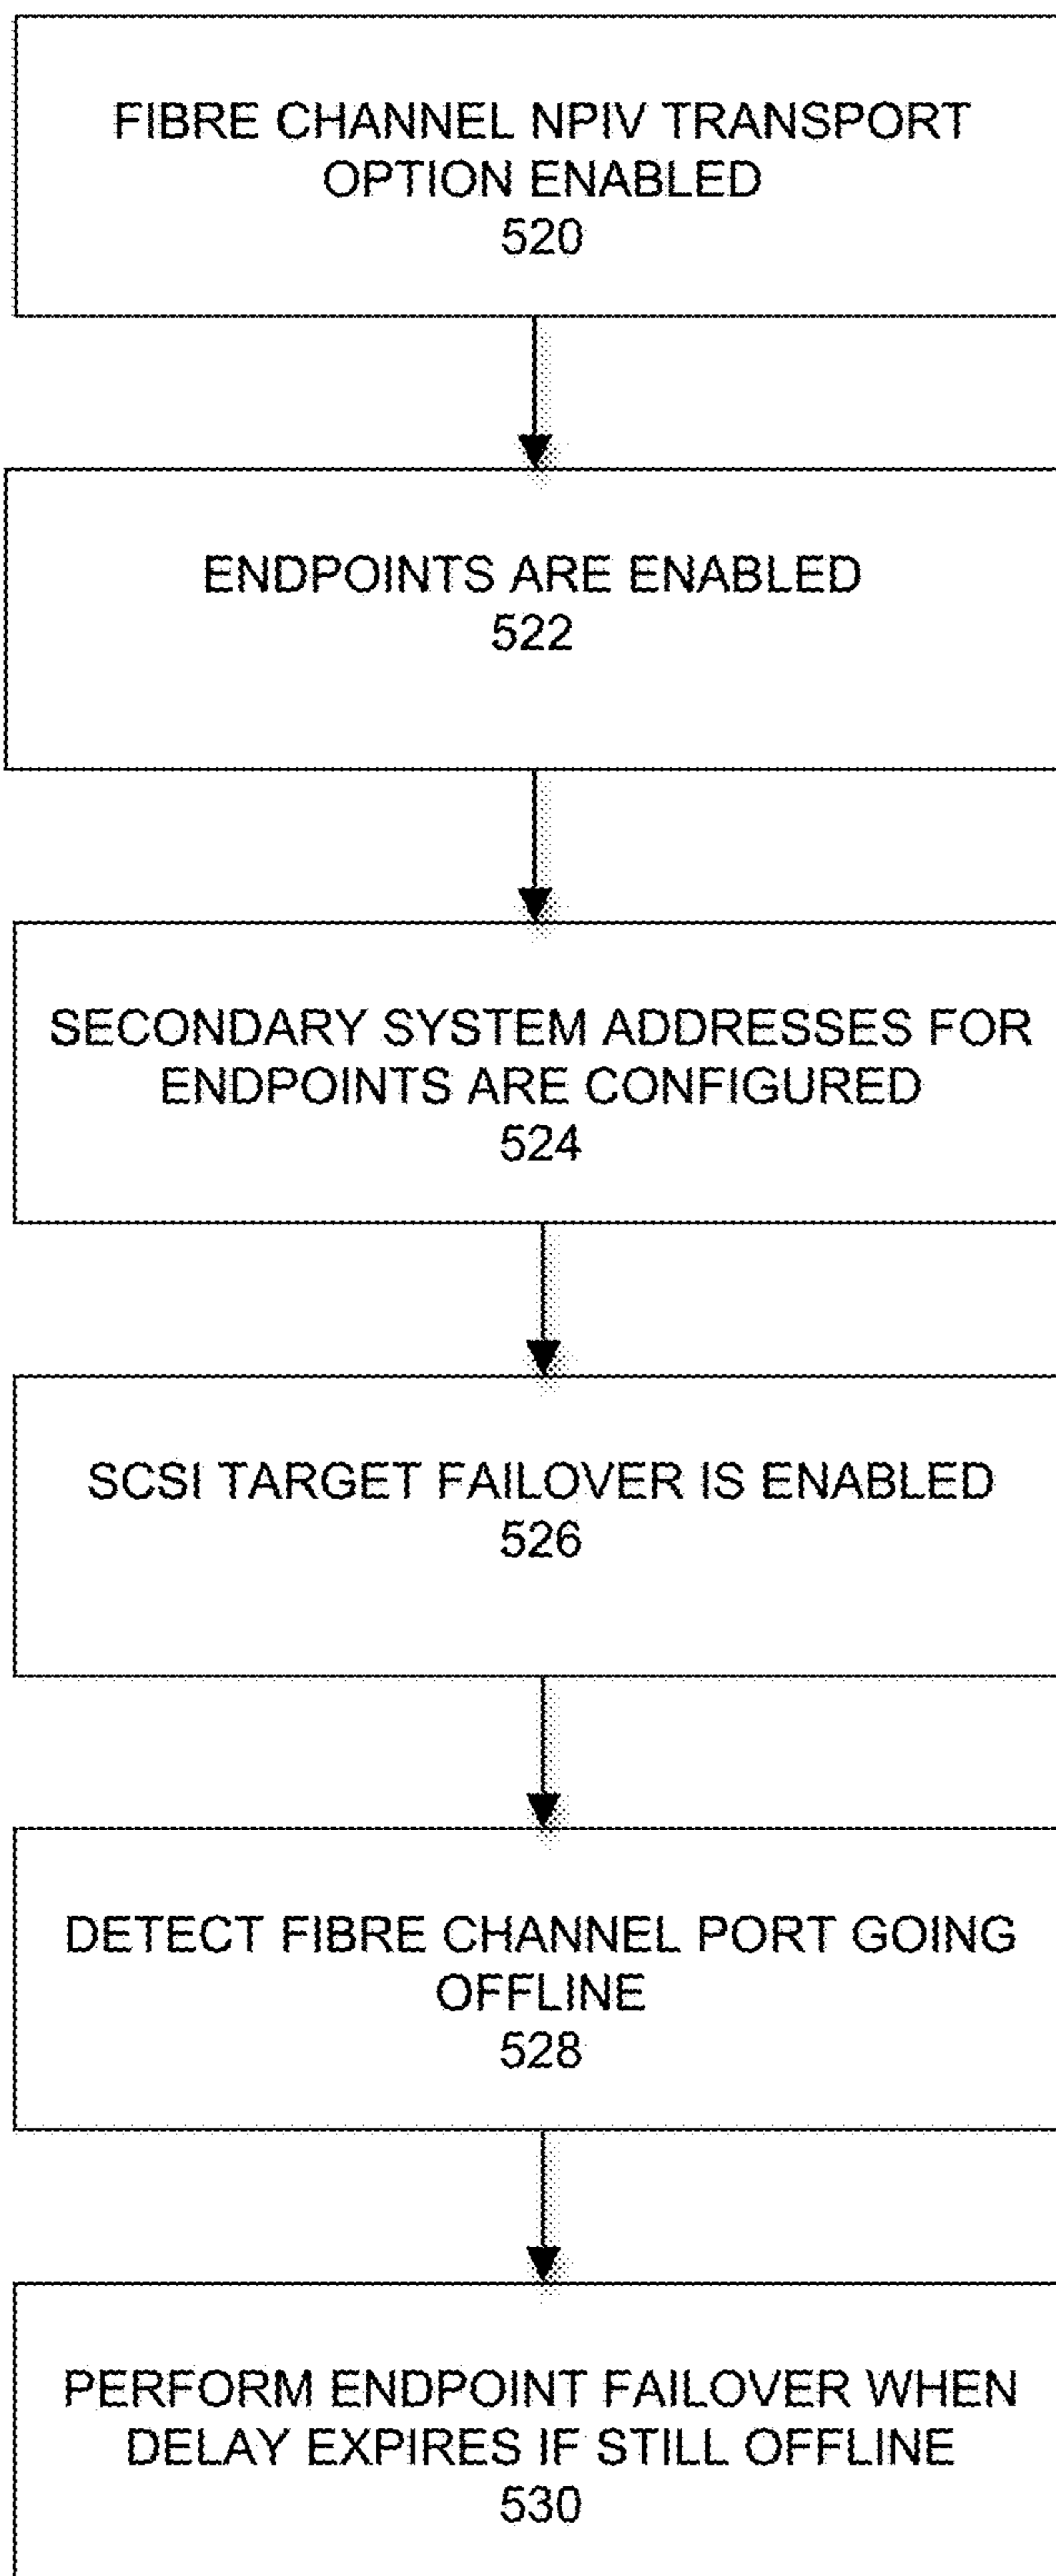 FIBRE CHANNEL NPIV TRANSPORT
OPTION ENABLED
520
ENDPOINTS ARE ENABLED
522
SECONDARY SYSTEM ADDRESSES FOR
ENDPOINTS ARE CONFIGURED
524
SCSI TARGET FAILOVER IS ENABLED
526
DETECT FIBRE CHANNEL PORT GOING
OFFLINE
528
PERFORM ENDPOINT FAILOVER WHEN
DELAY EXPIRES IF STILL OFFLINE
530